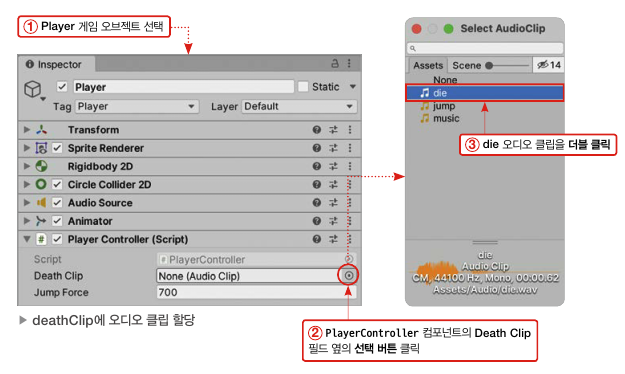 ① Player 게임 오브젝트 선택
Inspector
Player
Static
Tag Player
Layer Default
Transform
Sprite Renderer
Rigidbody 2D
Circle Collider 2D
Audio Source
Animator
Player Controller (Script)
Script
# PlayerController
Death Clip
None (Audio Clip)
Jump Force
700
▶ deathClip에 오디오 클립 할당
② PlayerController 컴포넌트의 Death Clip
필드 옆의 선택 버튼 클릭
Select AudioClip
Assets Scene 14
None
die
jump
music
③ die 오디오 클립을 더블 클릭
die
Audio Clip
CM, 44100 Hz, Mono, 00:00.62
Assets/Audio/die.wav